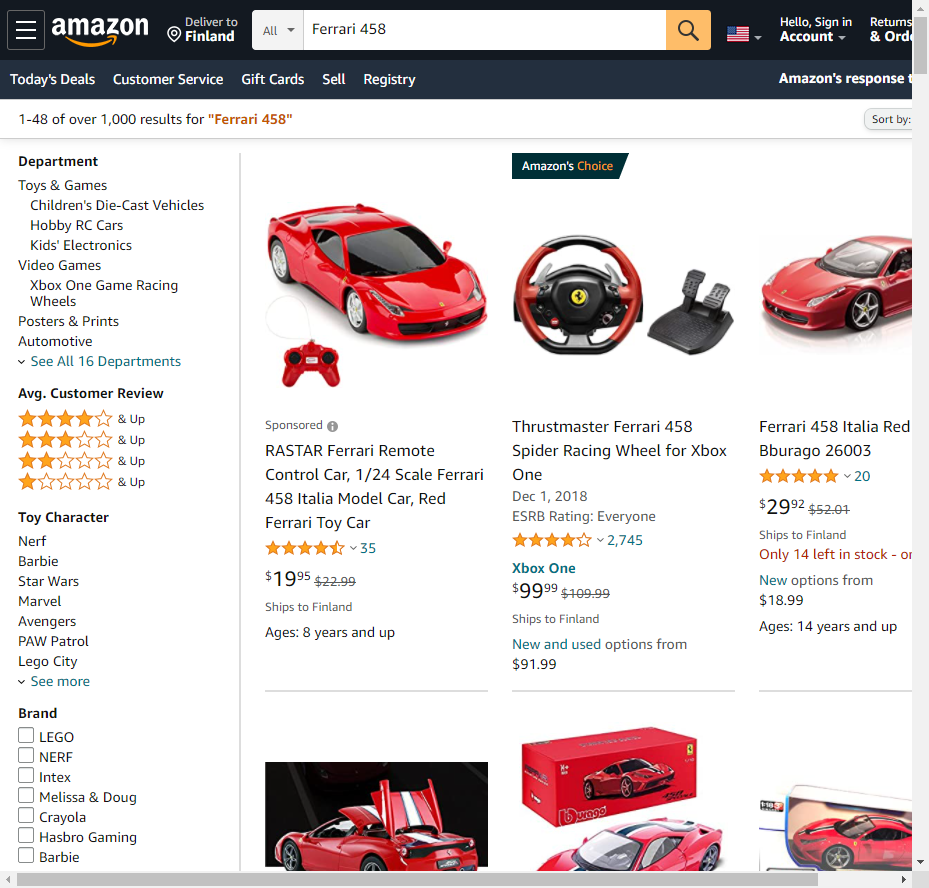 amazon
Deliver to
Finland
All
Ferrari 458
Hello, Sign in
Account
Returns
& Orde
Today's Deals
Customer Service
Gift Cards
Sell
Registry
Amazon's response t
1-48 of over 1,000 results for "Ferrari 458"
Sort by:
Department
Toys & Games
Children's Die-Cast Vehicles
Hobby RC Cars
Kids' Electronics
Video Games
Xbox One Game Racing
Wheels
Posters & Prints
Automotive
See All 16 Departments
Avg. Customer Review
& Up
& Up
& Up
& Up
Toy Character
Nerf
Barbie
Star Wars
Marvel
Avengers
PAW Patrol
Lego City
See more
Brand
LEGO
NERF
Intex
Melissa & Doug
Crayola
Hasbro Gaming
Barbie
Sponsored
RASTAR Ferrari Remote
Control Car, 1/24 Scale Ferrari
458 Italia Model Car, Red
Ferrari Toy Car
35
$19.95 $22.99
Ships to Finland
Ages: 8 years and up
Amazon's Choice
Thrustmaster Ferrari 458
Spider Racing Wheel for Xbox
One
Dec 1, 2018
ESRB Rating: Everyone
2,745
Xbox One
$99.99 $109.99
Ships to Finland
New and used options from
$91.99
Ferrari 458 Italia Red
Bburago 26003
20
$29.92 $52.01
Ships to Finland
Only 14 left in stock - or
New options from
$18.99
Ages: 14 years and up
burago
1:18